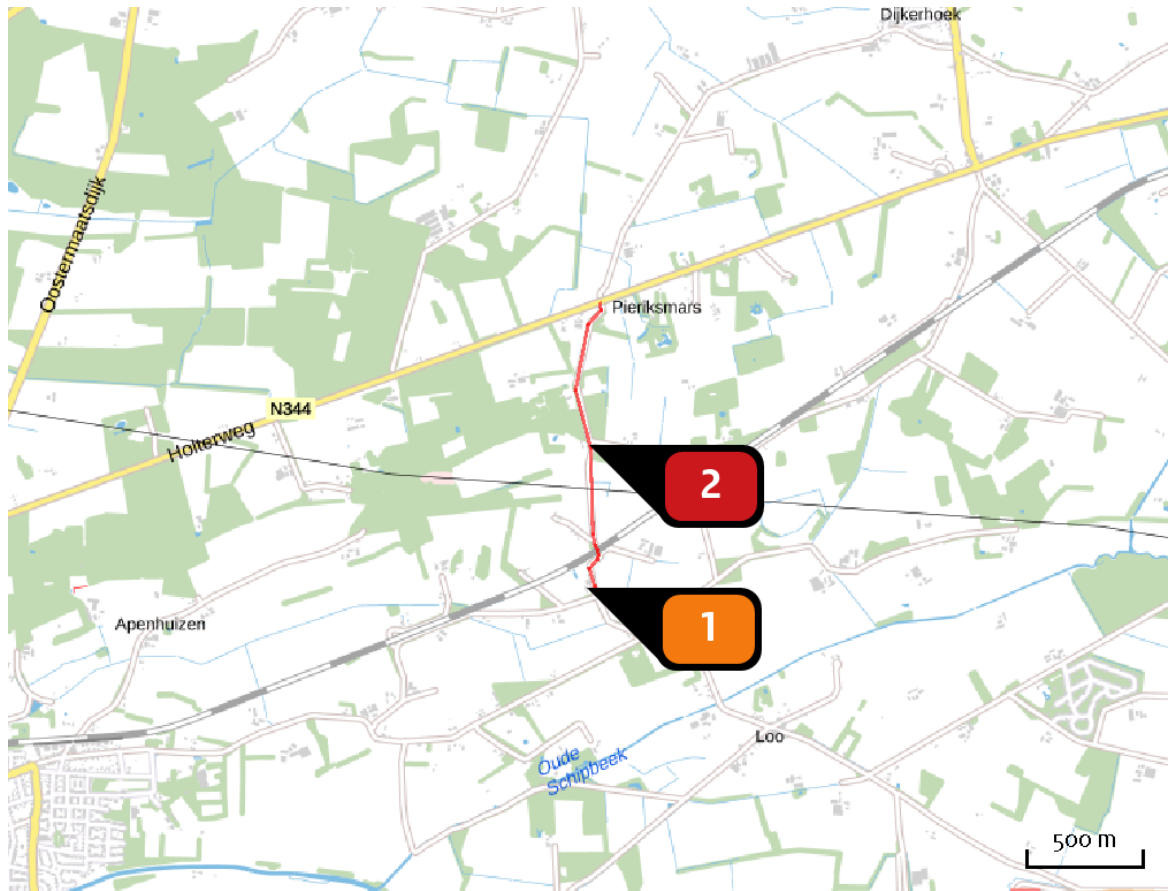 Dijkerhoek
Oostermaatsdijk
Pieriksmars
N344
Holterweg
2
1
Apenhuizen
Loo
Oude
Schipbeek
500 m